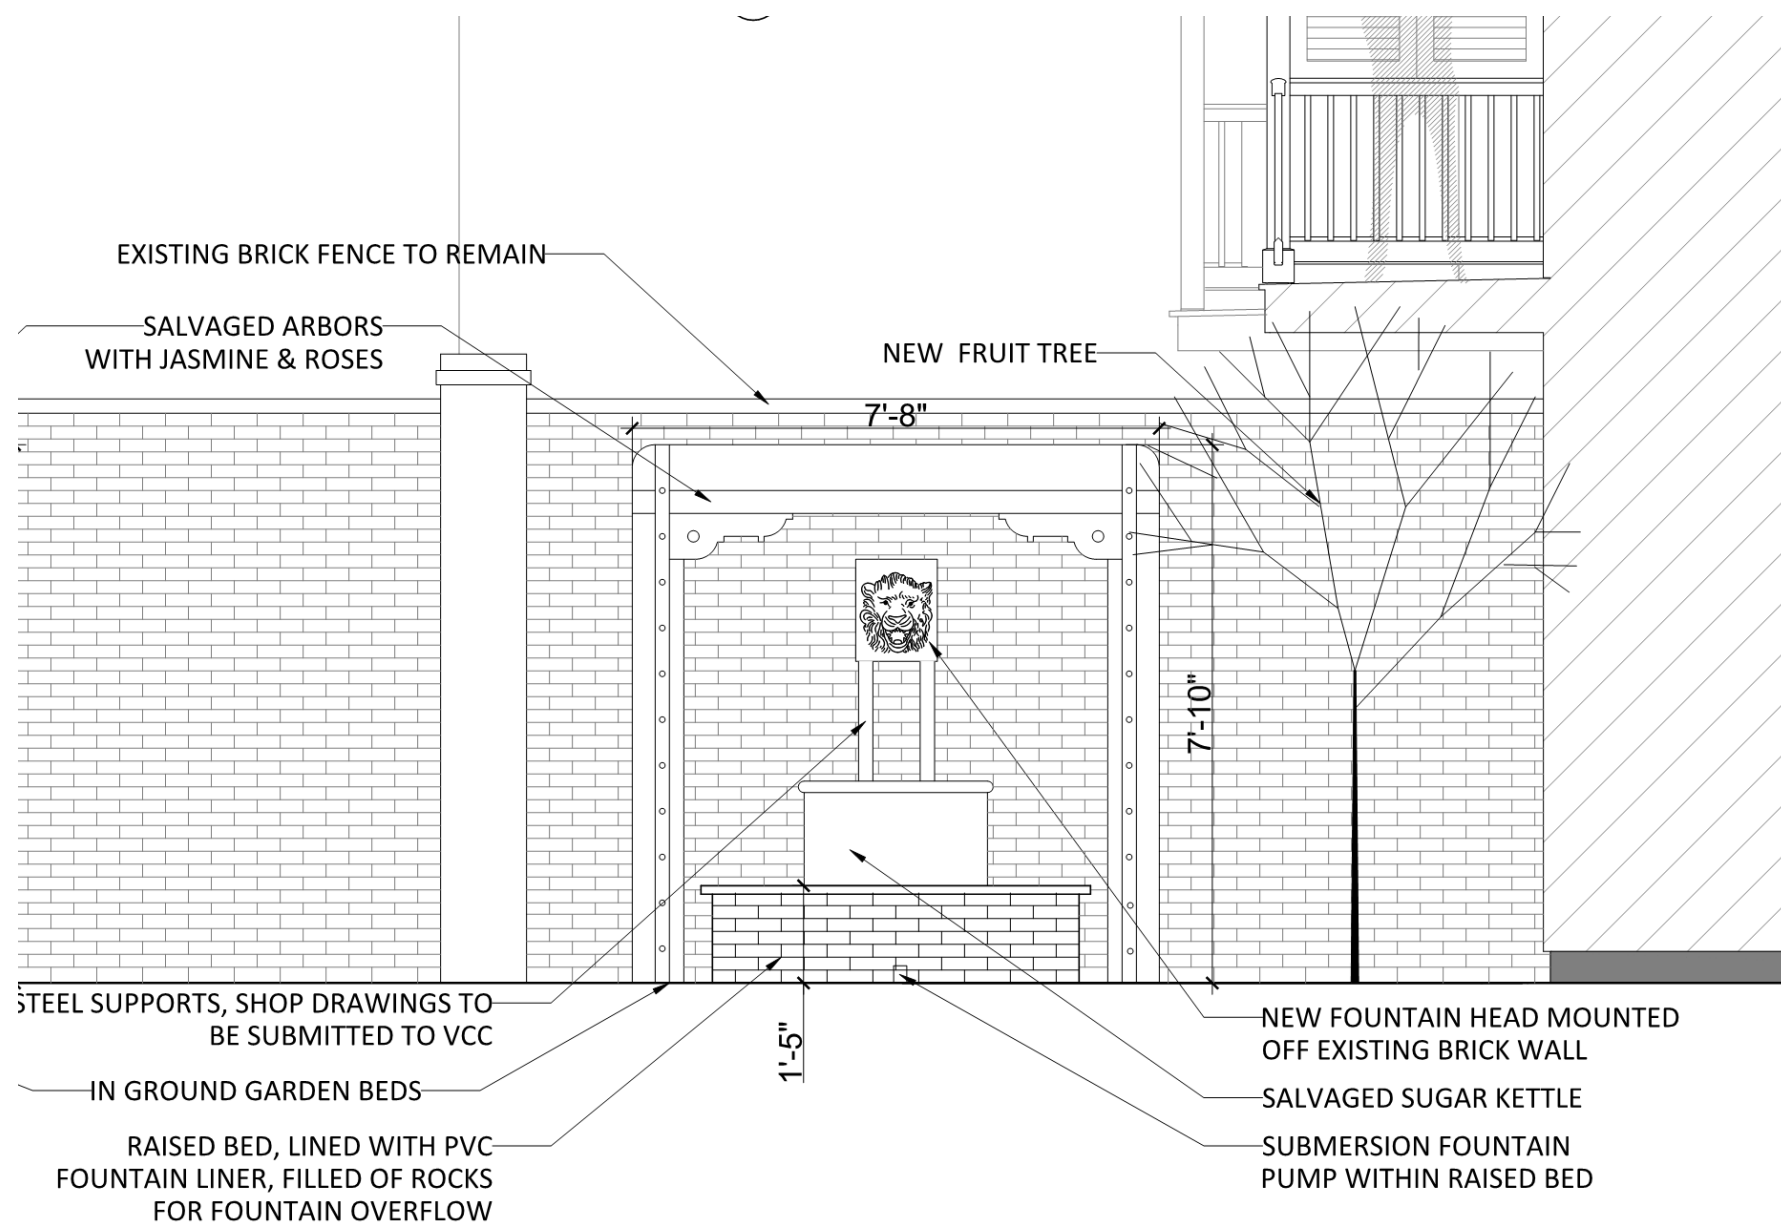 EXISTING BRICK FENCE TO REMAIN
SALVAGED ARBORS
WITH JASMINE & ROSES
NEW FRUIT TREE
7'-8"
7'-10"
1'-5"
STEEL SUPPORTS, SHOP DRAWINGS TO
BE SUBMITTED TO VCC
IN GROUND GARDEN BEDS
RAISED BED, LINED WITH PVC
FOUNTAIN LINER, FILLED OF ROCKS
FOR FOUNTAIN OVERFLOW
NEW FOUNTAIN HEAD MOUNTED
OFF EXISTING BRICK WALL
SALVAGED SUGAR KETTLE
SUBMERSION FOUNTAIN
PUMP WITHIN RAISED BED